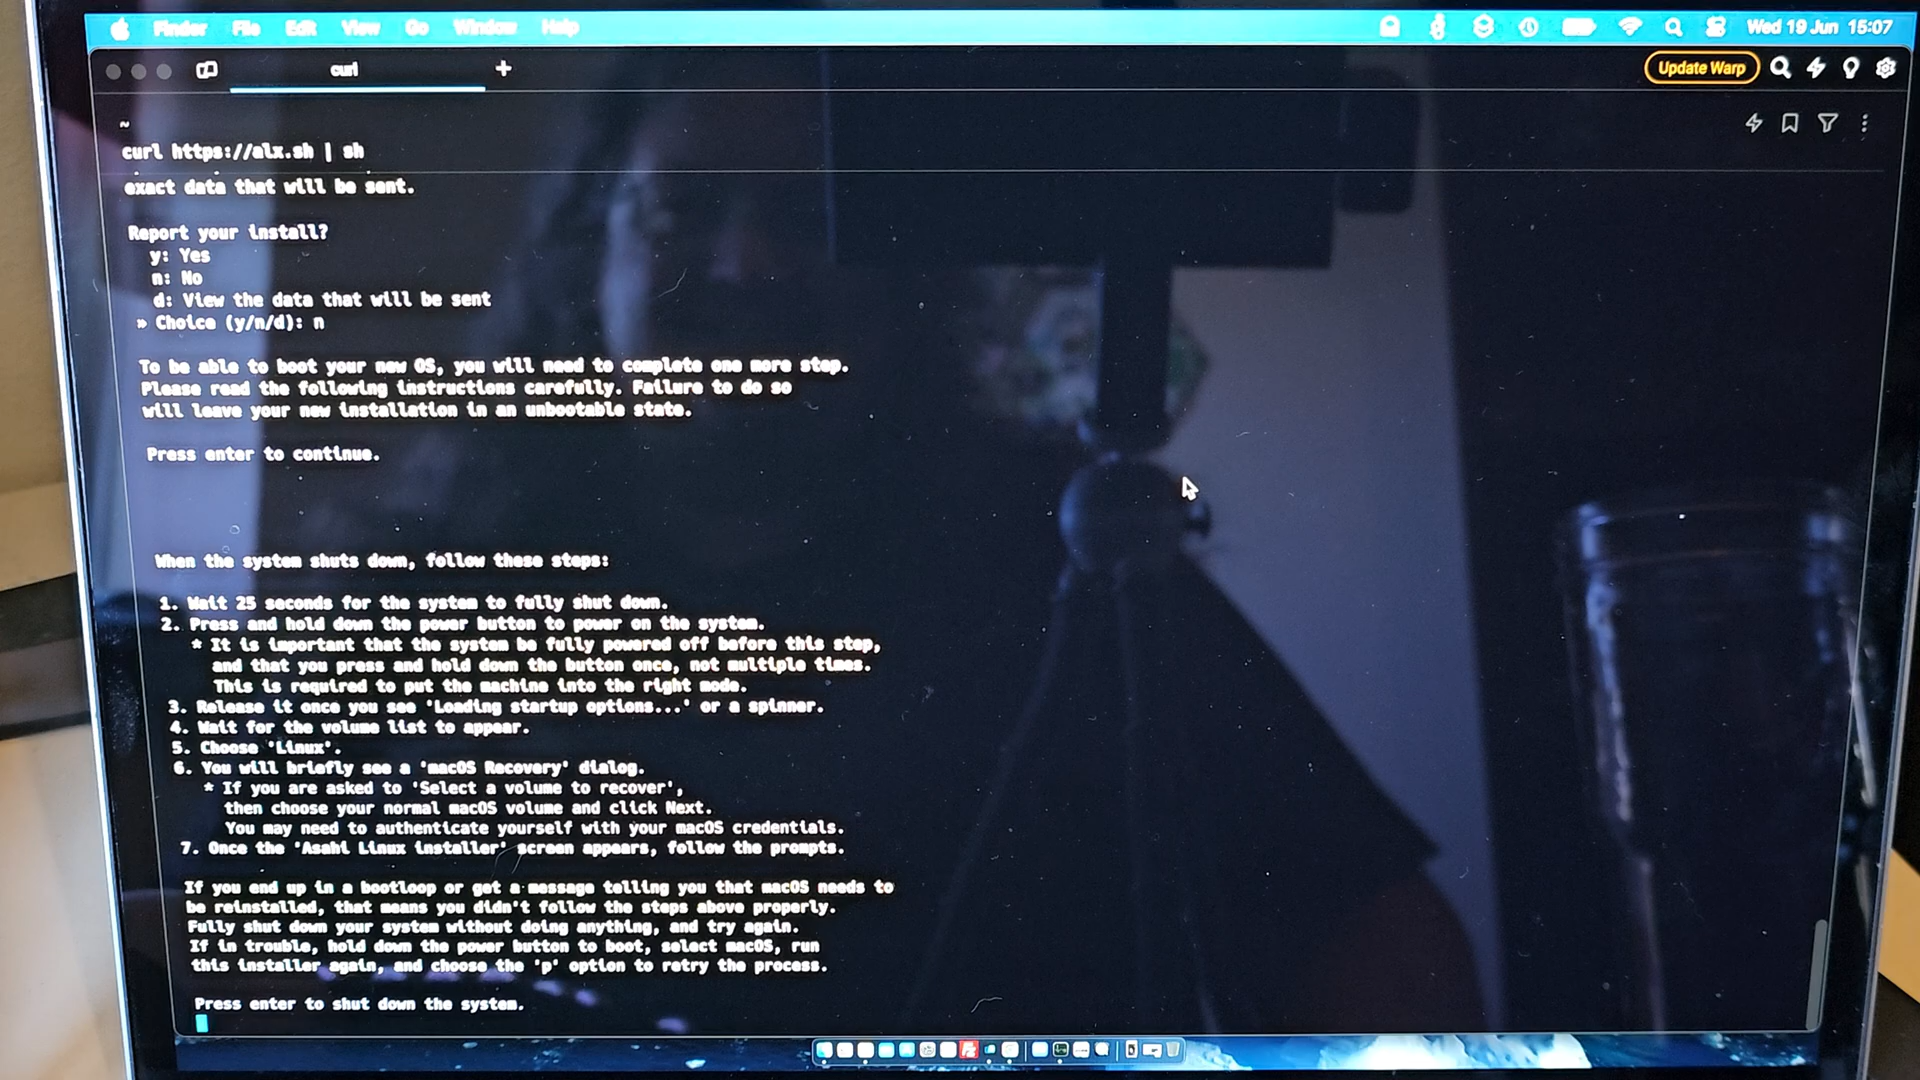 Finder File Edit View Go Window Help Wed 19 Jun 15:07
curl Update Warp
~
curl https://alx.sh | sh
exact data that will be sent.
Report your install?
y: Yes
n: No
d: View the data that will be sent
» Choice (y/n/d): n
To be able to boot your new OS, you will need to complete one more step.
Please read the following instructions carefully. Failure to do so
will leave your new installation in an unbootable state.
Press enter to continue.
When the system shuts down, follow these steps:
1. Wait 25 seconds for the system to fully shut down.
2. Press and hold down the power button to power on the system.
* It is important that the system be fully powered off before this step,
and that you press and hold down the button once, not multiple times.
This is required to put the machine into the right mode.
3. Release it once you see 'Loading startup options...' or a spinner.
4. Wait for the volume list to appear.
5. Choose 'Linux'.
6. You will briefly see a 'macOS Recovery' dialog.
* If you are asked to 'Select a volume to recover',
then choose your normal macOS volume and click Next.
You may need to authenticate yourself with your macOS credentials.
7. Once the 'Asahi Linux installer' screen appears, follow the prompts.
If you end up in a bootloop or get a message telling you that macOS needs to
be reinstalled, that means you didn't follow the steps above properly.
Fully shut down your system without doing anything, and try again.
If in trouble, hold down the power button to boot, select macOS, run
this installer again, and choose the 'p' option to retry the process.
Press enter to shut down the system.